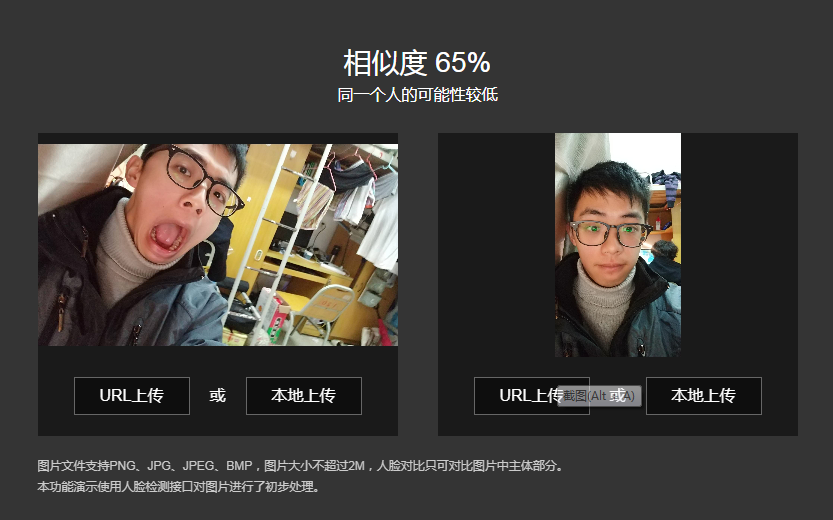 相似度 65%
同一个人的可能性较低
URL上传 或 本地上传
URL上传 或 本地上传
截图(Alt A)
图片文件支持PNG、JPG、JPEG、BMP，图片大小不超过2M，人脸对比只可对比图片中主体部分。
本功能演示使用人脸检测接口对图片进行了初步处理。